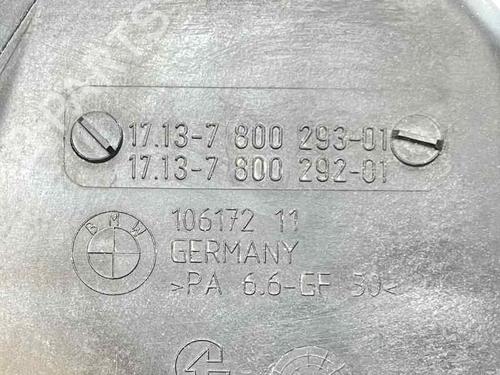 17.13-7 800 293-01
17.13-7 800 292-01
BMW
106172 11
GERMANY
>PA 6.6-GF 30<